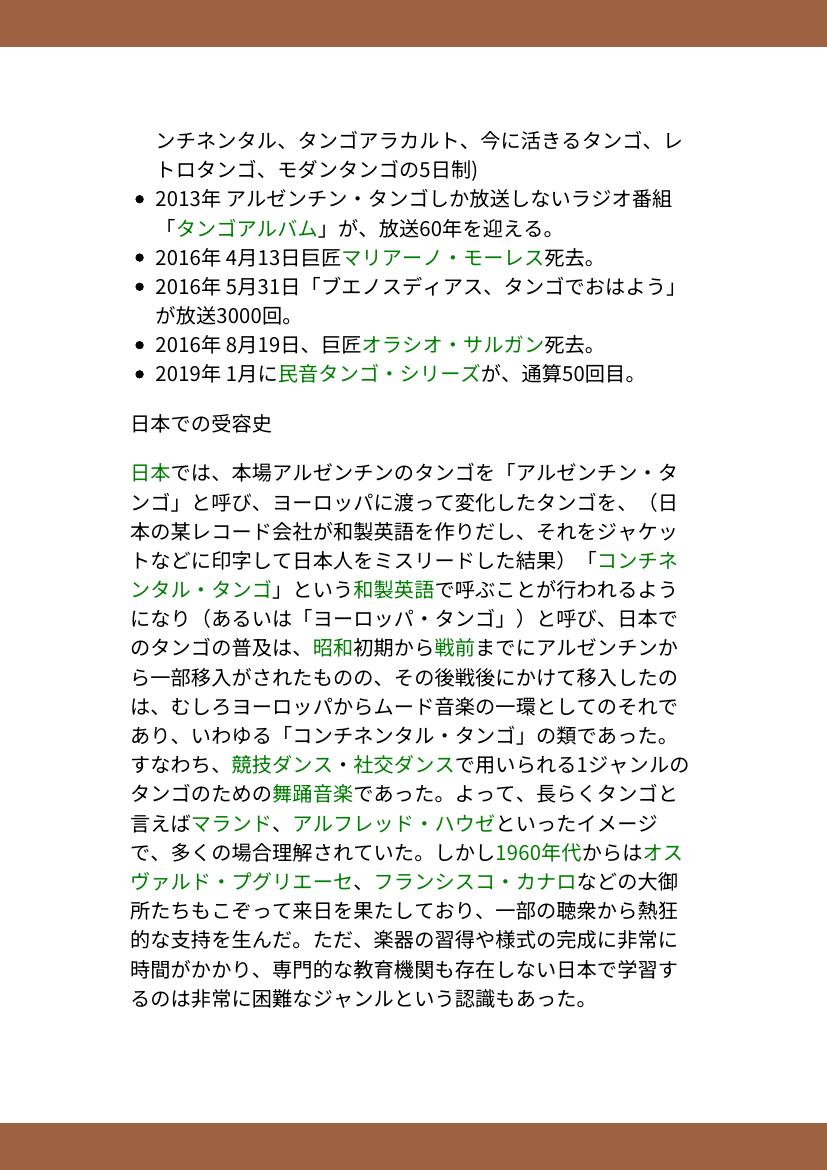 ンチネンタル、タンゴアラカルト、今に活きるタンゴ、レ
トロタンゴ、モダンタンゴの5日制)
• 2013年 アルゼンチン・タンゴしか放送しないラジオ番組
「タンゴアルバム」が、放送60年を迎える。
• 2016年 4月13日巨匠マリアーノ・モーレス死去。
• 2016年 5月31日「ブエノスディアス、タンゴでおはよう」
が放送3000回。
• 2016年 8月19日、巨匠オラシオ・サルガン死去。
• 2019年 1月に民音タンゴ・シリーズが、通算50回目。
日本での受容史
日本では、本場アルゼンチンのタンゴを「アルゼンチン・タ
ンゴ」と呼び、ヨーロッパに渡って変化したタンゴを、（日
本の某レコード会社が和製英語を作りだし、それをジャケッ
トなどに印字して日本人をミスリードした結果）「コンチネ
ンタル・タンゴ」という和製英語で呼ぶことが行われるよう
になり（あるいは「ヨーロッパ・タンゴ」）と呼び、日本で
のタンゴの普及は、昭和初期から戦前までにアルゼンチンか
ら一部移入がされたものの、その後戦後にかけて移入したの
は、むしろヨーロッパからムード音楽の一環としてのそれで
あり、いわゆる「コンチネンタル・タンゴ」の類であった。
すなわち、競技ダンス・社交ダンスで用いられる1ジャンルの
タンゴのための舞踊音楽であった。よって、長らくタンゴと
言えばマランド、アルフレッド・ハウゼといったイメージ
で、多くの場合理解されていた。しかし1960年代からはオス
ヴァルド・プグリエーセ、フランシスコ・カナロなどの大御
所たちもこぞって来日を果たしており、一部の聴衆から熱狂
的な支持を生んだ。ただ、楽器の習得や様式の完成に非常に
時間がかかり、専門的な教育機関も存在しない日本で学習す
るのは非常に困難なジャンルという認識もあった。